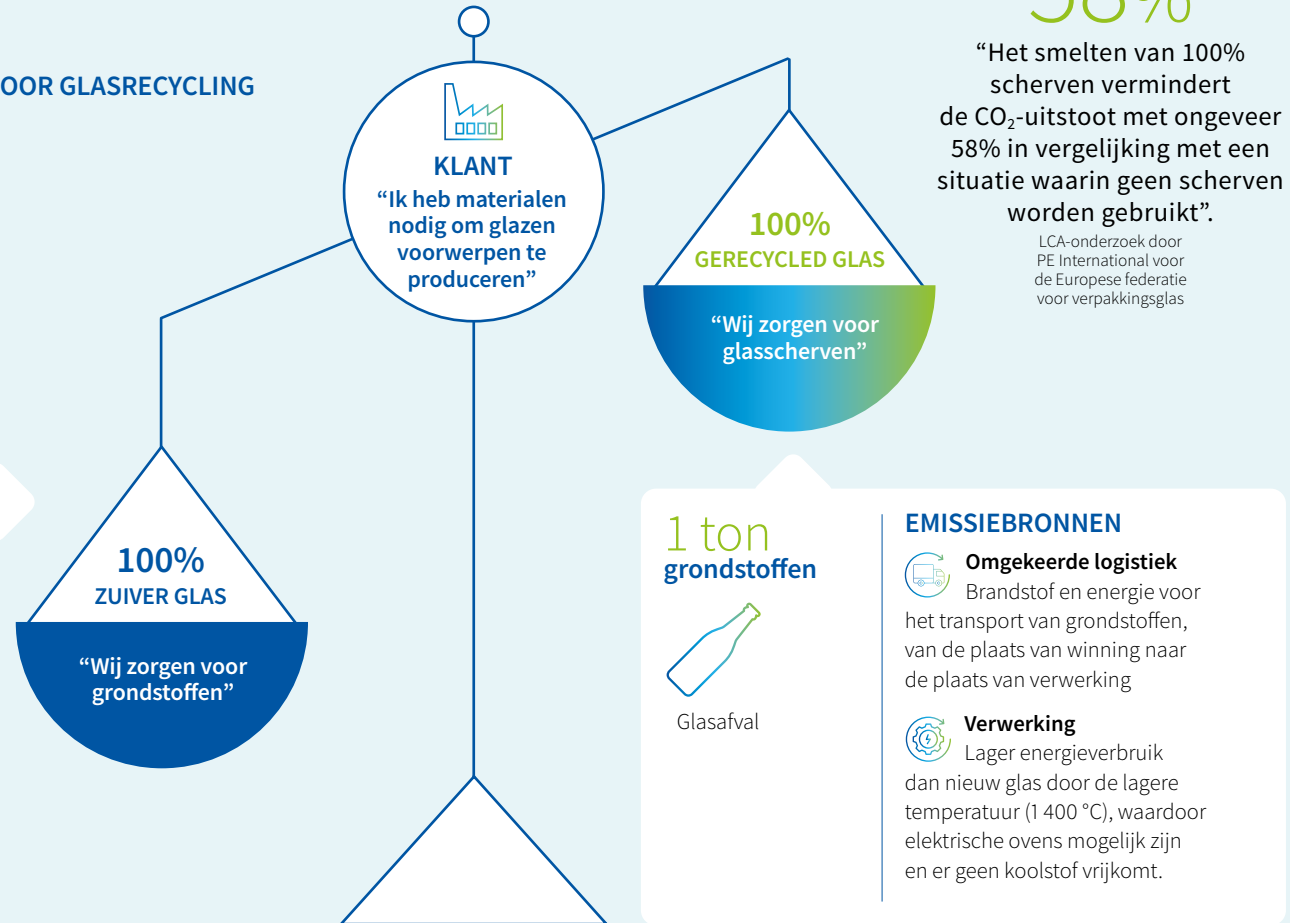 OOR GLASRECYCLING
KLANT
“Ik heb materialen
nodig om glazen
voorwerpen te
produceren”
100%
GERECYCLED GLAS
“Wij zorgen voor
glasscherven”
58%
“Het smelten van 100%
scherven vermindert
de CO₂-uitstoot met ongeveer
58% in vergelijking met een
situatie waarin geen scherven
worden gebruikt”.
LCA-onderzoek door
PE International voor
de Europese federatie
voor verpakkingsglas
100%
ZUIVER GLAS
“Wij zorgen voor
grondstoffen”
1 ton
grondstoffen
Glasafval
EMISSIEBRONNEN
Omgekeerde logistiek
Brandstof en energie voor
het transport van grondstoffen,
van de plaats van winning naar
de plaats van verwerking
Verwerking
Lager energieverbruik
dan nieuw glas door de lagere
temperatuur (1 400 °C), waardoor
elektrische ovens mogelijk zijn
en er geen koolstof vrijkomt.